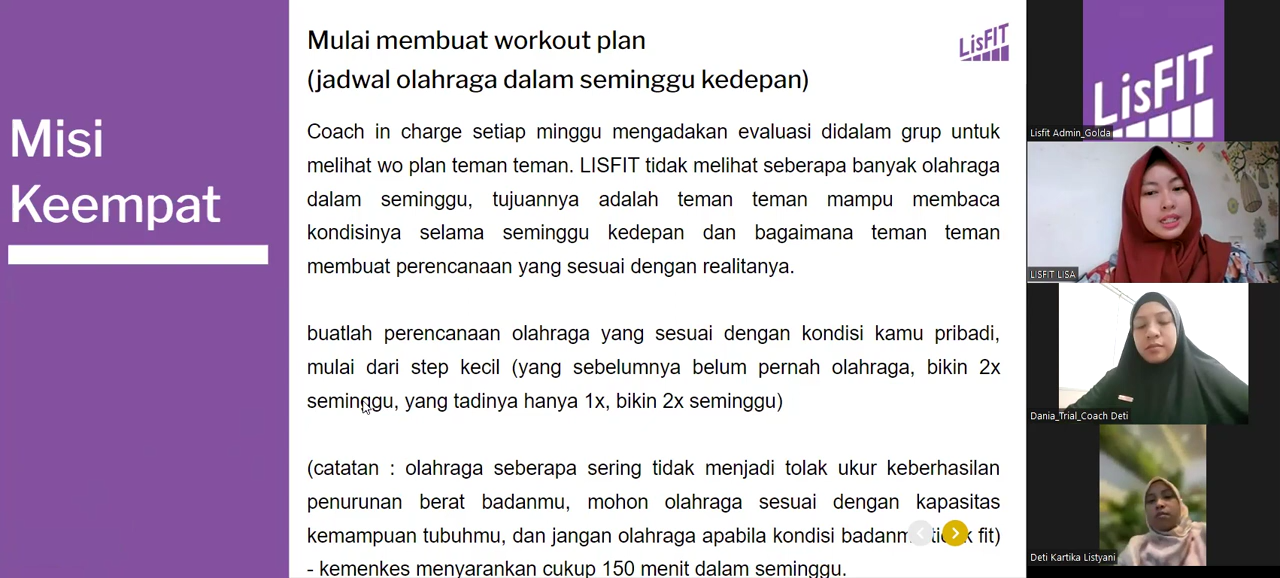 Misi
Keempat
Mulai membuat workout plan
(jadwal olahraga dalam seminggu kedepan)
LisFIT
Coach in charge setiap minggu mengadakan evaluasi didalam grup untuk
melihat wo plan teman teman. LISFIT tidak melihat seberapa banyak olahraga
dalam seminggu, tujuannya adalah teman teman mampu membaca
kondisinya selama seminggu kedepan dan bagaimana teman teman
membuat perencanaan yang sesuai dengan realitanya.
buatlah perencanaan olahraga yang sesuai dengan kondisi kamu pribadi,
mulai dari step kecil (yang sebelumnya belum pernah olahraga, bikin 2x
seminggu, yang tadinya hanya 1x, bikin 2x seminggu)
(catatan : olahraga seberapa sering tidak menjadi tolak ukur keberhasilan
penurunan berat badanmu, mohon olahraga sesuai dengan kapasitas
kemampuan tubuhmu, dan jangan olahraga apabila kondisi fit)
- kemenkes menyarankan cukup 150 menit dalam seminggu.
LisFIT
Lisfit Admin_Golda
LISFIT LISA
Dania_Trial_Coach Deti
Deti Kartika Listyani